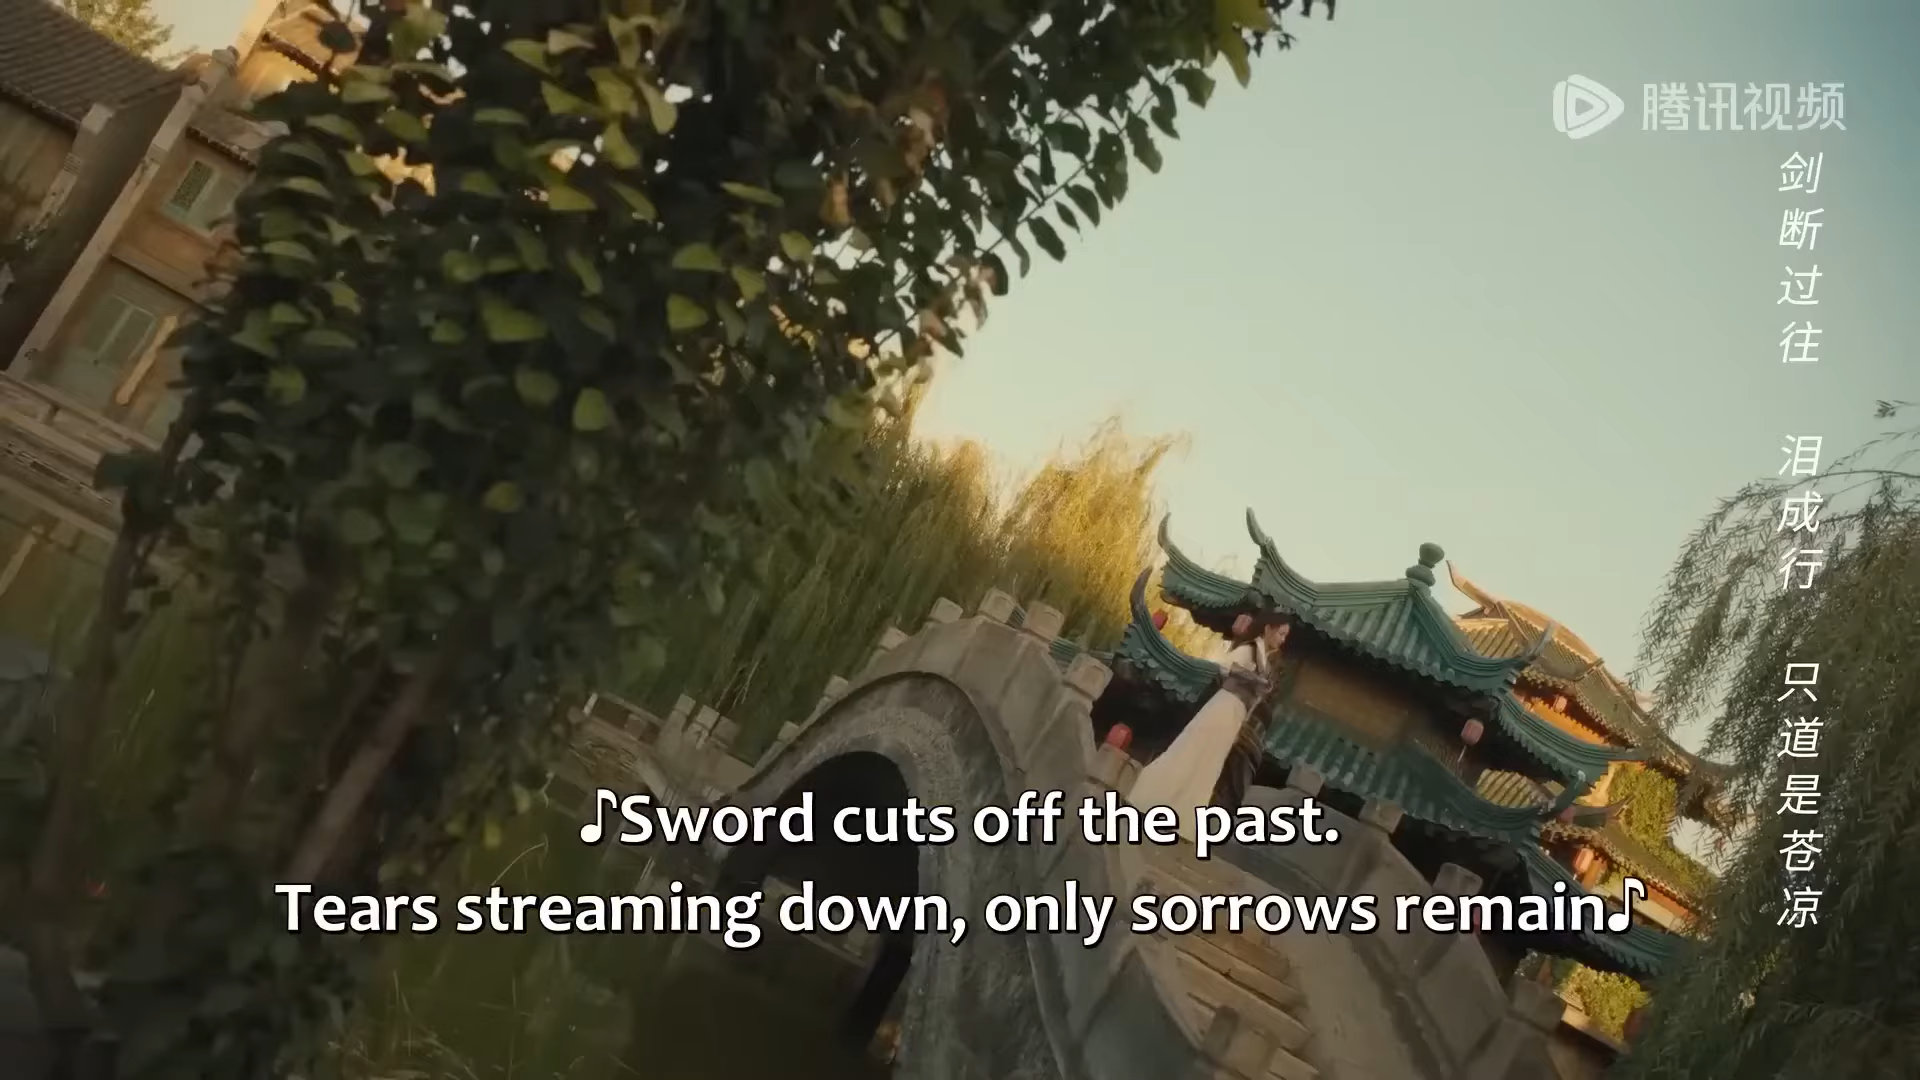 腾讯视频
剑断过往 泪成行 只道是苍凉
♪Sword cuts off the past.
Tears streaming down, only sorrows remain♪